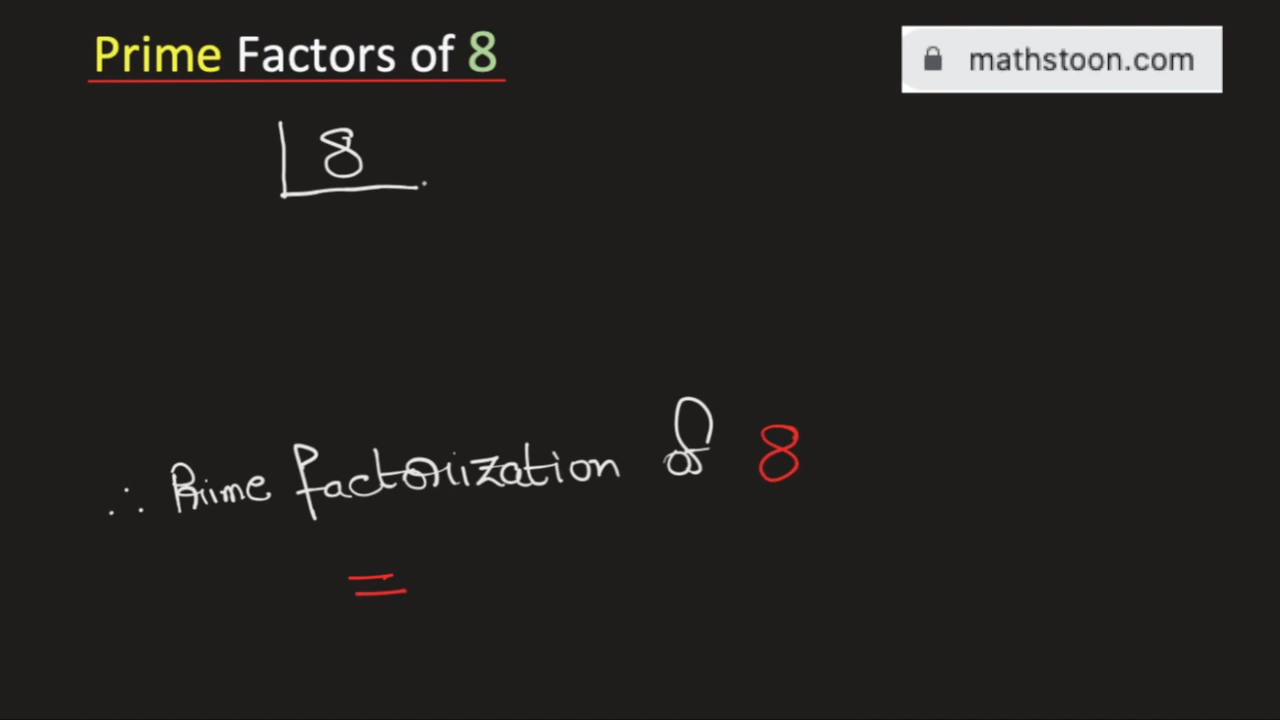 Prime Factors of 8
mathstoon.com
8
∴ Prime factorization of 8
=